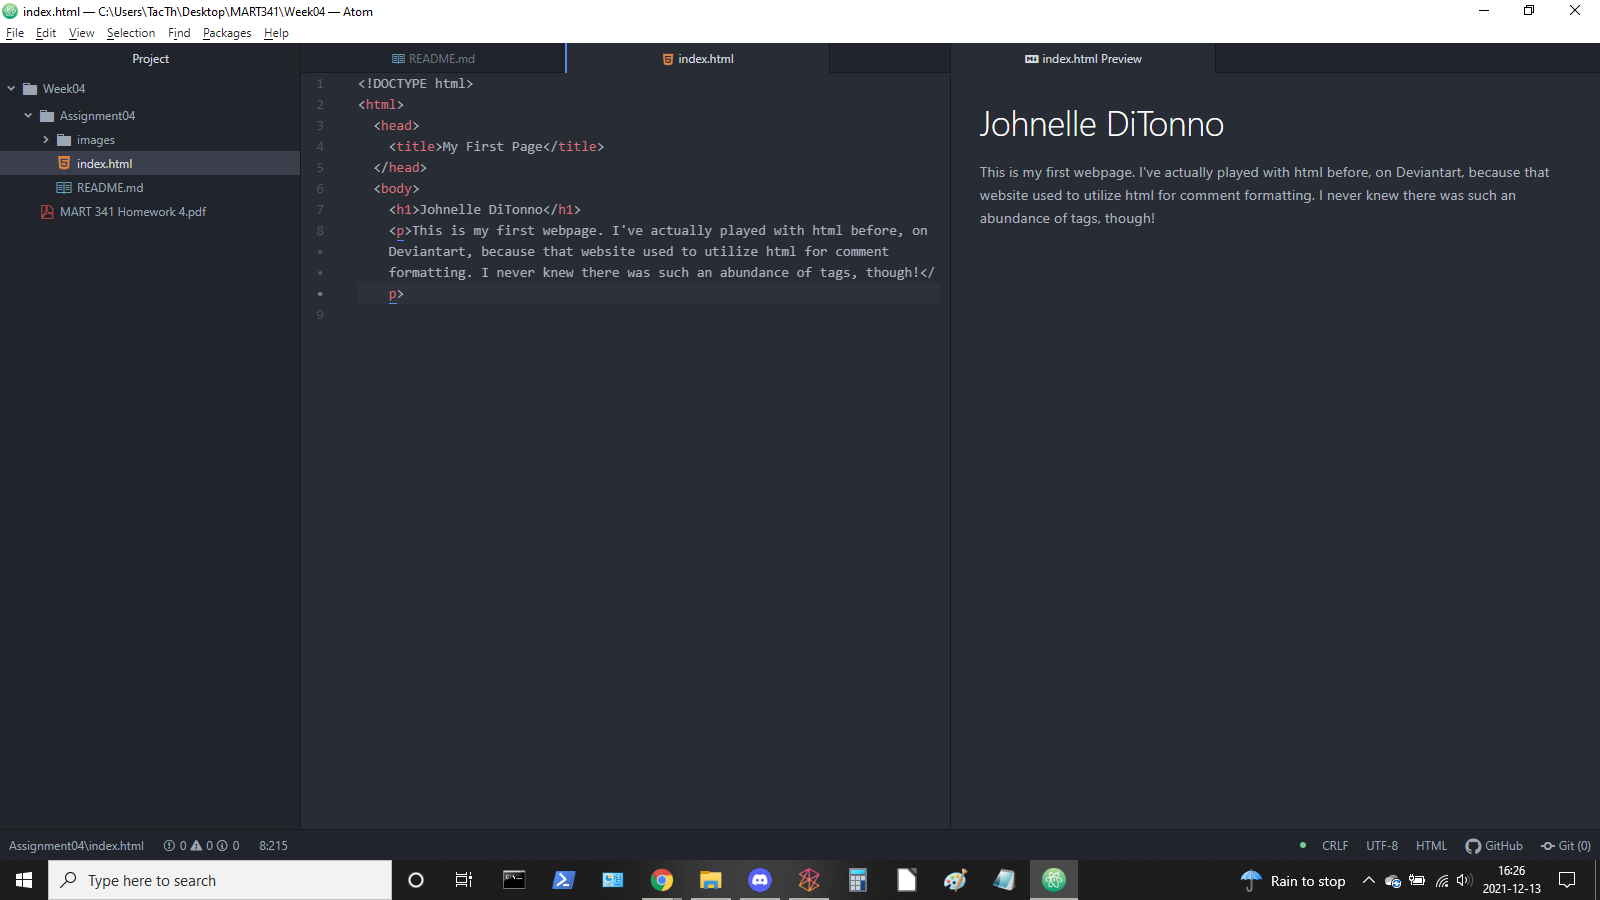 index.html — C:\Users\TacTh\Desktop\MART341\Week04 — Atom
File Edit View Selection Find Packages Help
Project
Week04
Assignment04
images
index.html
README.md
MART 341 Homework 4.pdf
README.md
index.html
1 <!DOCTYPE html>
2 <html>
3 <head>
4 <title>My First Page</title>
5 </head>
6 <body>
7 <h1>Johnelle DiTonno</h1>
8 <p>This is my first webpage. I've actually played with html before, on
• Deviantart, because that website used to utilize html for comment
• formatting. I never knew there was such an abundance of tags, though!</
• p>
9
index.html Preview
Johnelle DiTonno
This is my first webpage. I've actually played with html before, on Deviantart, because that
website used to utilize html for comment formatting. I never knew there was such an
abundance of tags, though!
Assignment04\index.html 0 0 0 8:215
CRLF UTF-8 HTML GitHub Git (0)
Type here to search
Rain to stop
16:26
2021-12-13